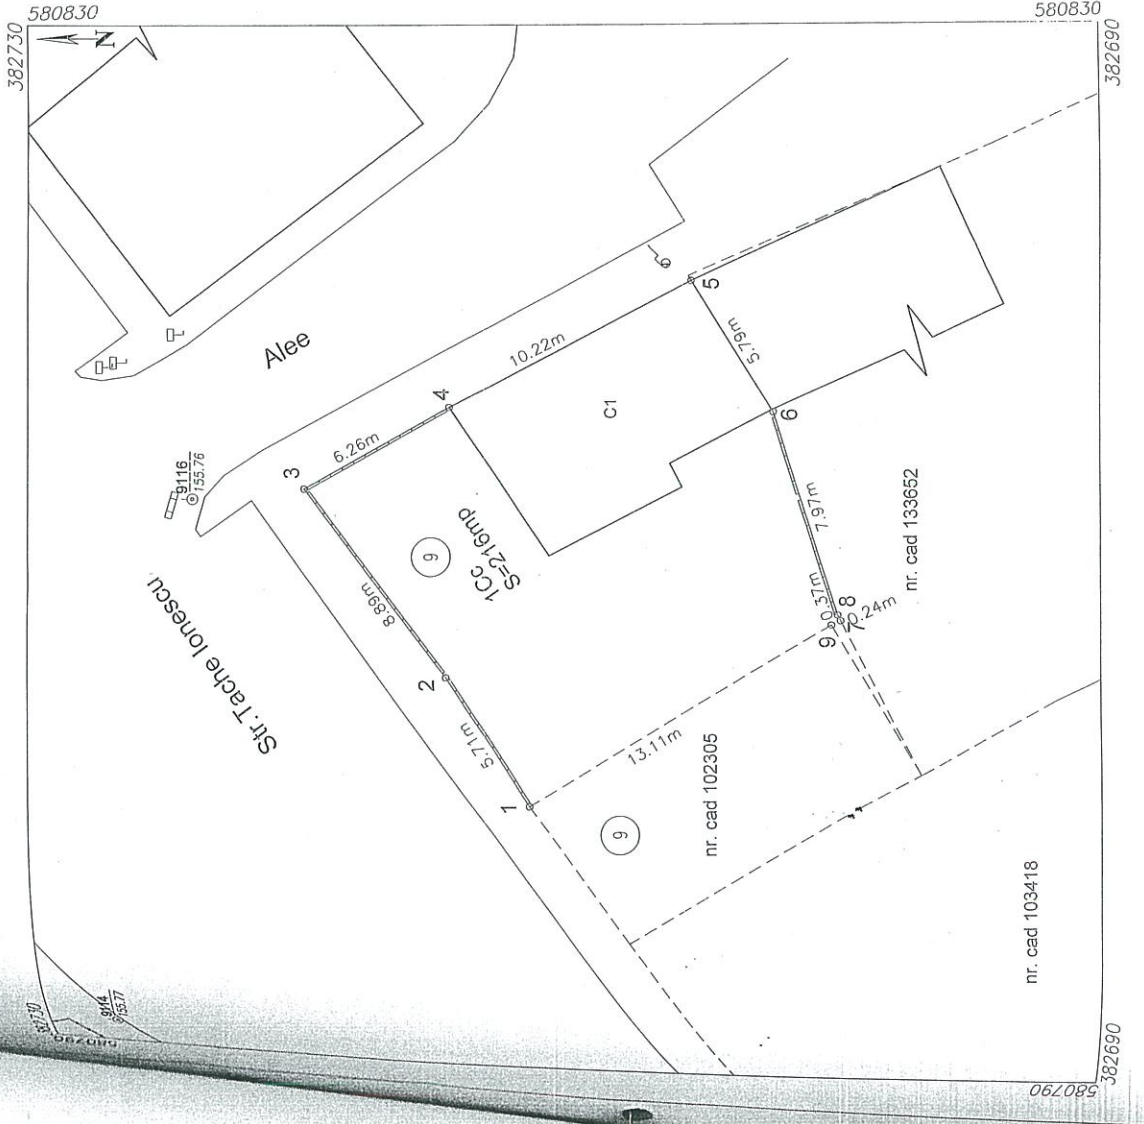 580830
580830
382730
382690
N
Alee
9116
155.76
Str.Tache Ionescu
3
6.26m
4
10.22m
5
5.79m
C1
6
8.89m
9
1Cc
S=216mp
2
5.71m
1
7.97m
0.37m
8
7
0.24m
9
nr. cad 133652
13.11m
nr. cad 102305
9
nr. cad 103418
9114
155.77
382730
580790
382690
580790